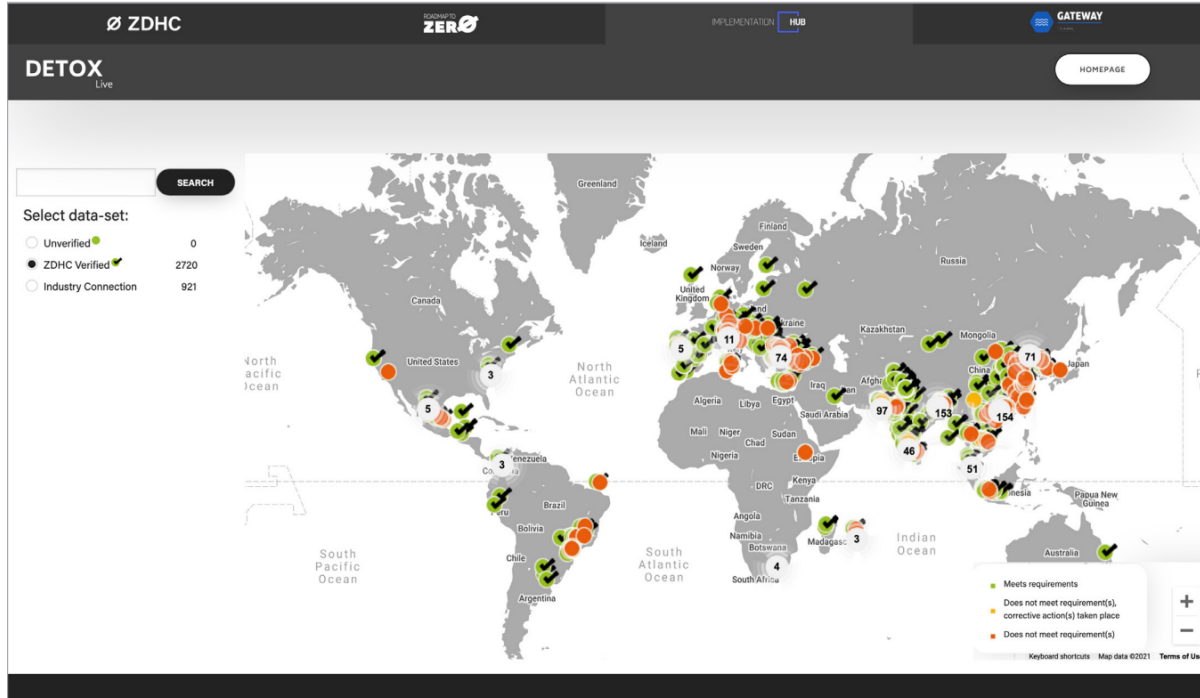 Ø ZDHC
ROADMAP TO
ZERØ
IMPLEMENTATION HUB
GATEWAY
DETOX
Live
HOMEPAGE
SEARCH
Select data-set:
Unverified 0
ZDHC Verified 2720
Industry Connection 921
Greenland
Iceland
Finland
Sweden
Norway
Russia
United
Kingdom
Canada
Kazakhstan
Mongolia
North
Atlantic
Ocean
United States
China
Japan
Iraq
Algeria
Libya
Egypt
Saudi Arabia
Mali
Niger
Chad
Sudan
Nigeria
Kenya
DRC
Tanzania
Angola
Namibia
Botswana
South Africa
Brazil
Bolivia
Chile
Argentina
South
Pacific
Ocean
South
Atlantic
Ocean
Indian
Ocean
Papua New
Guinea
Australia
5
11
74
71
3
5
97
153
154
46
51
3
3
4
Meets requirements
Does not meet requirement(s),
corrective action(s) taken place
Does not meet requirement(s)
+
−
Keyboard shortcuts Map data ©2021 Terms of Us